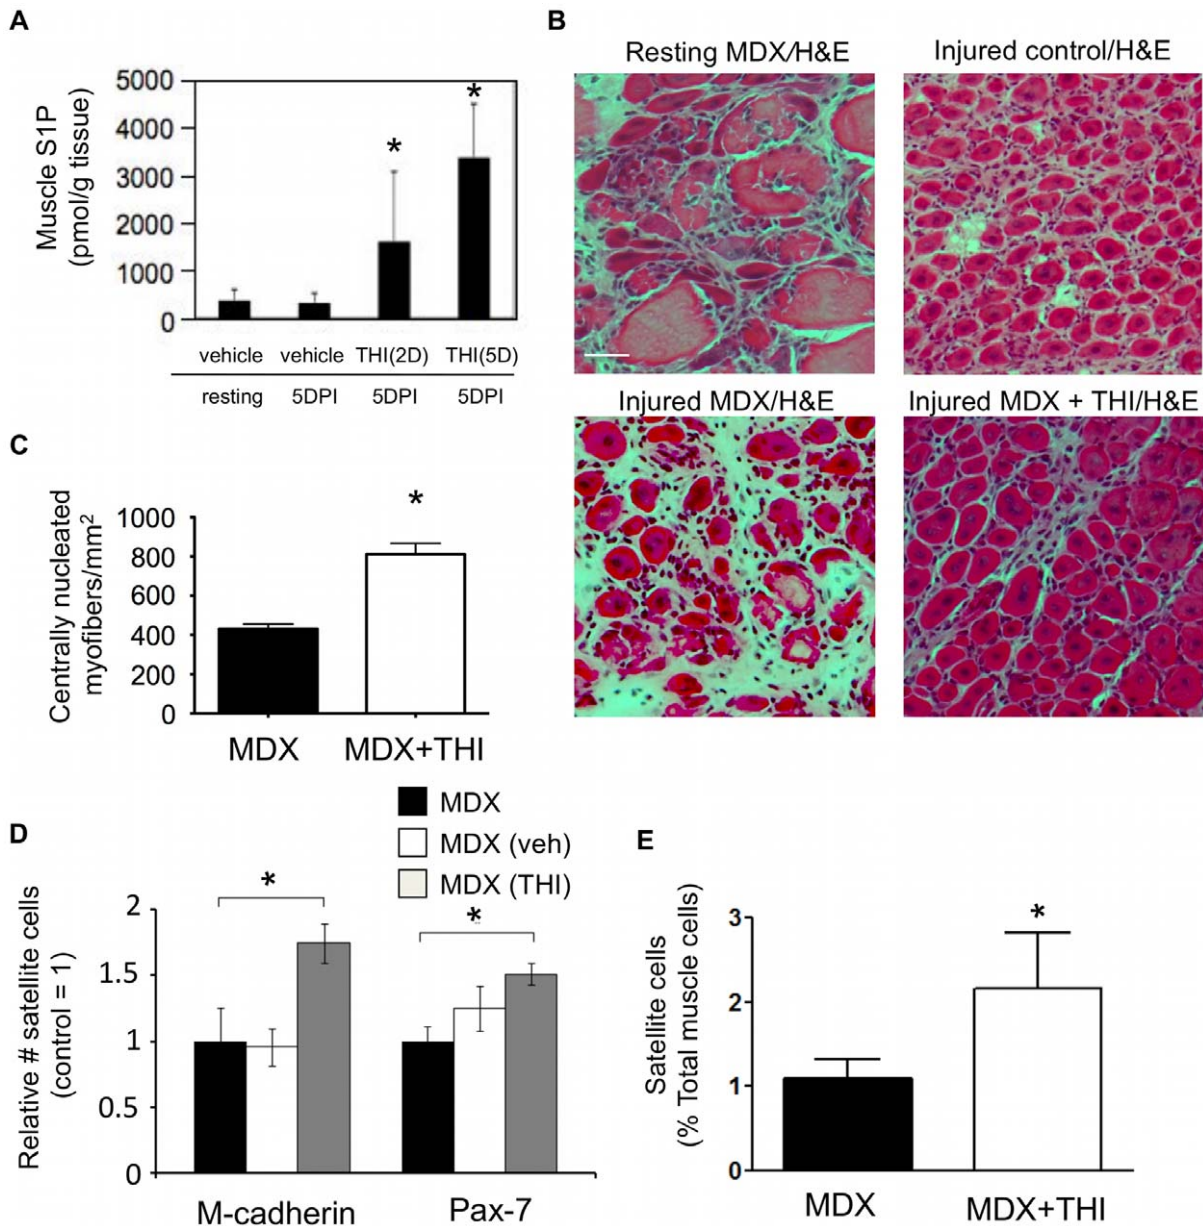 A
Muscle S1P
(pmol/g tissue)
5000
4000
3000
2000
1000
0
*
*
vehicle vehicle THI(2D) THI(5D)
resting 5DPI 5DPI 5DPI
B
Resting MDX/H&E
Injured control/H&E
Injured MDX/H&E
Injured MDX + THI/H&E
C
Centrally nucleated
myofibers/mm²
1000
800
600
400
200
0
*
MDX MDX+THI
D
MDX
MDX (veh)
MDX (THI)
Relative # satellite cells
(control = 1)
2
1.5
1
0.5
0
*
*
M-cadherin Pax-7
E
Satellite cells
(% Total muscle cells)
3
2
1
0
*
MDX MDX+THI